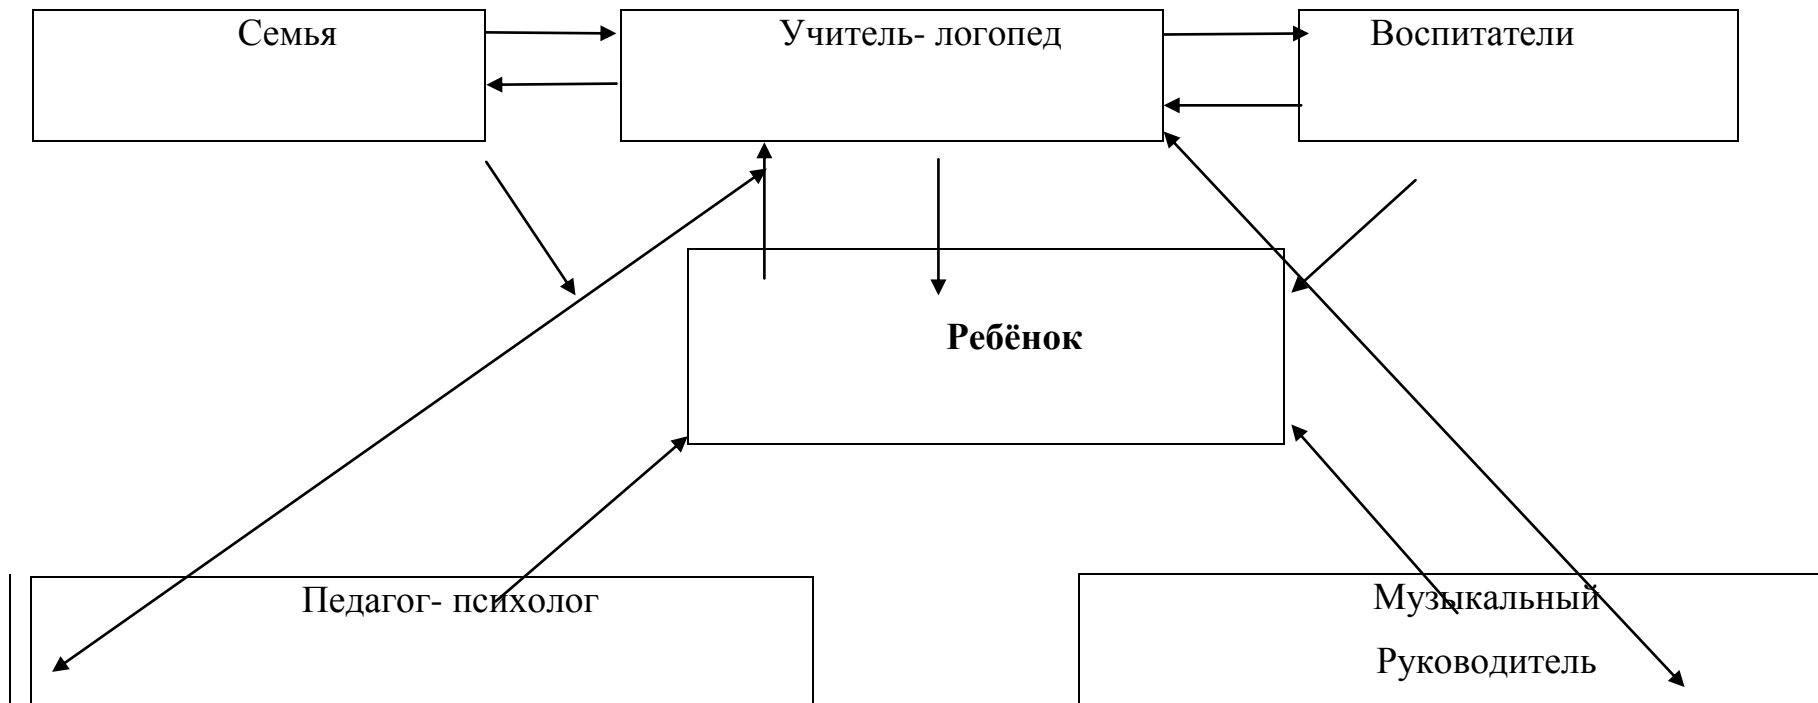 Семья
Учитель- логопед
Воспитатели
Ребёнок
Педагог- психолог
Музыкальный
Руководитель